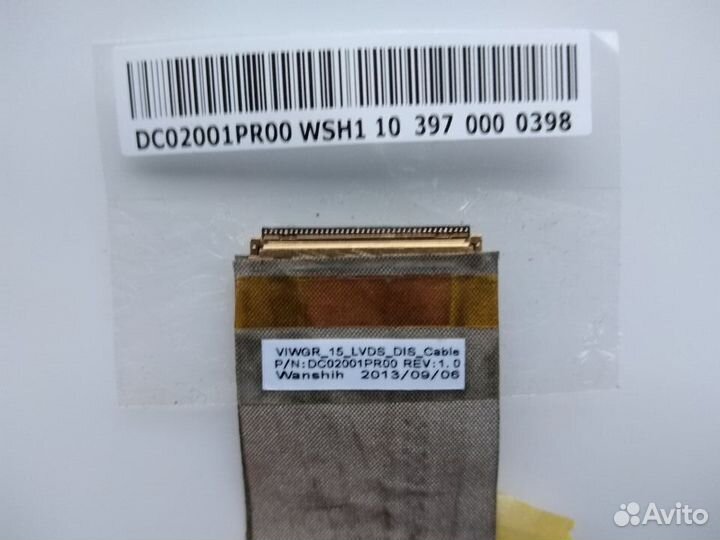 DC02001PR00 WSH1 10 397 000 0398
VIWGR_15_LVDS_DIS_Cable
P/N:DC02001PR00 REV:1.0
Wanshih 2013/09/06
Avito